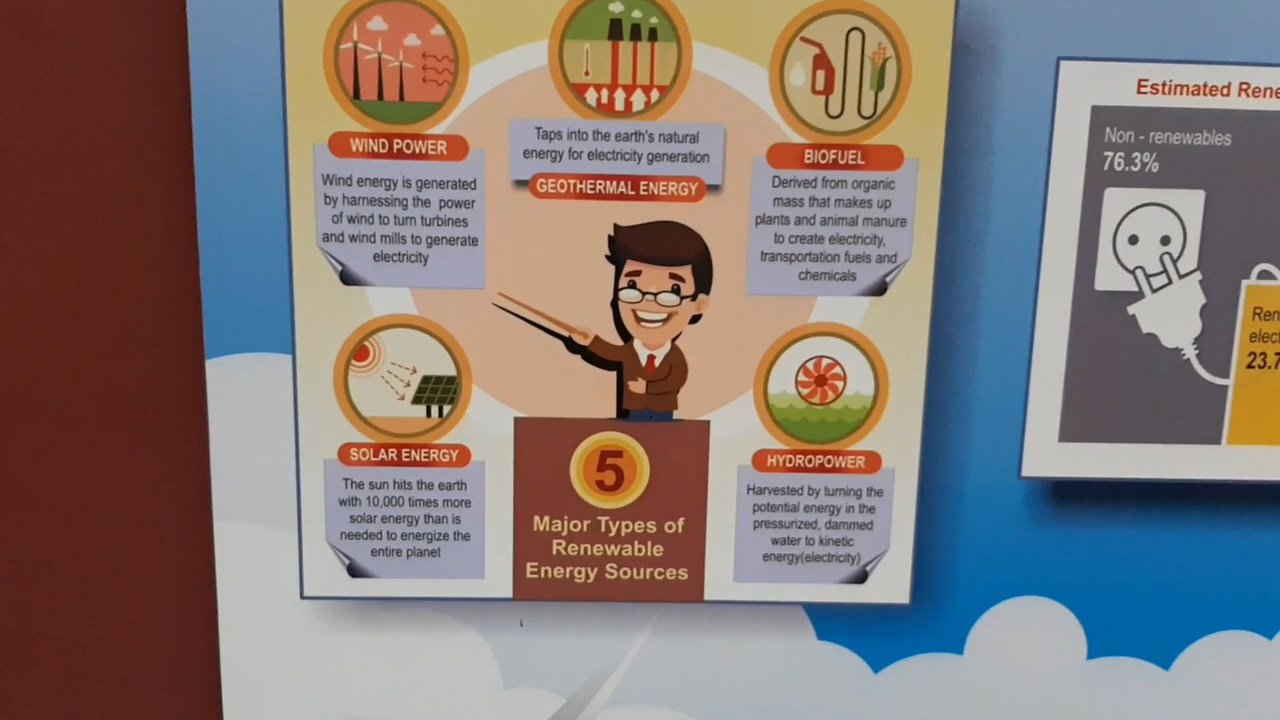 WIND POWER
Wind energy is generated
by harnessing the power
of wind to turn turbines
and wind mills to generate
electricity
Taps into the earth's natural
energy for electricity generation
GEOTHERMAL ENERGY
BIOFUEL
Derived from organic
mass that makes up
plants and animal manure
to create electricity,
transportation fuels and
chemicals
SOLAR ENERGY
The sun hits the earth
with 10,000 times more
solar energy than is
needed to energize the
entire planet
5
Major Types of
Renewable
Energy Sources
HYDROPOWER
Harvested by turning the
potential energy in the
pressurized, dammed
water to kinetic
energy(electricity)
Estimated Rene
Non - renewables
76.3%
Ren
elec
23.7